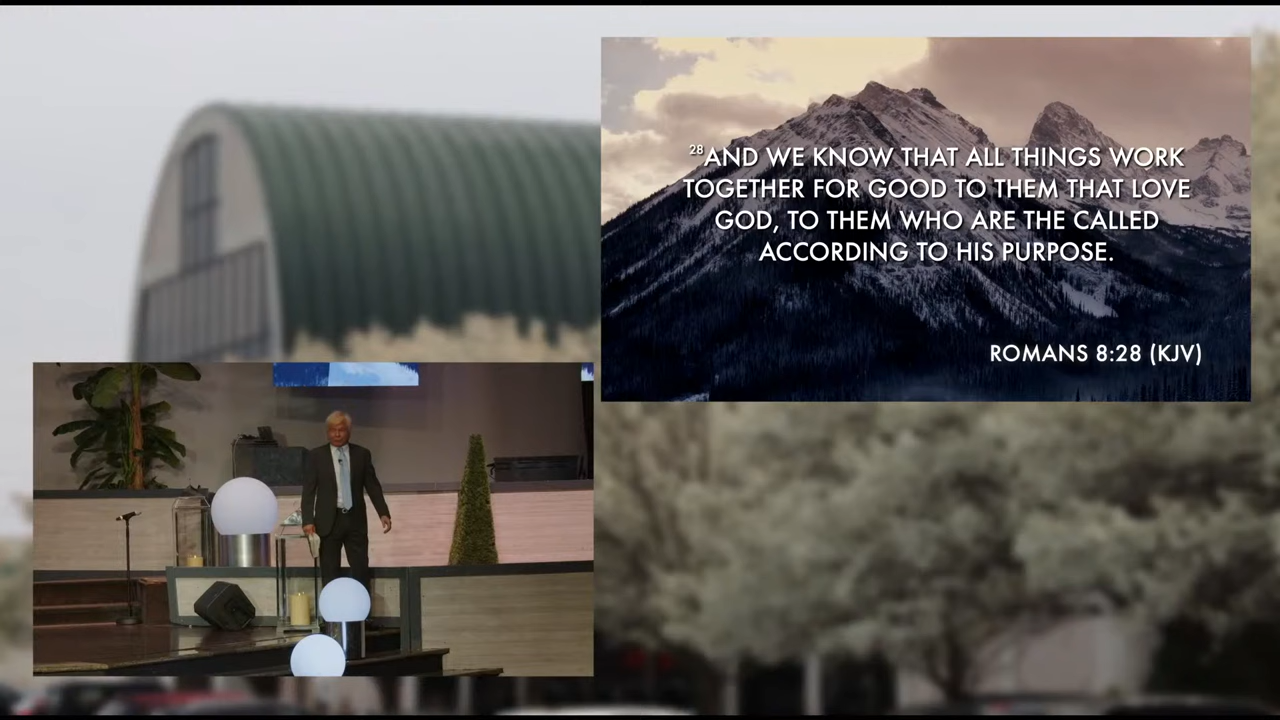 ²⁸AND WE KNOW THAT ALL THINGS WORK
TOGETHER FOR GOOD TO THEM THAT LOVE
GOD, TO THEM WHO ARE THE CALLED
ACCORDING TO HIS PURPOSE.
ROMANS 8:28 (KJV)